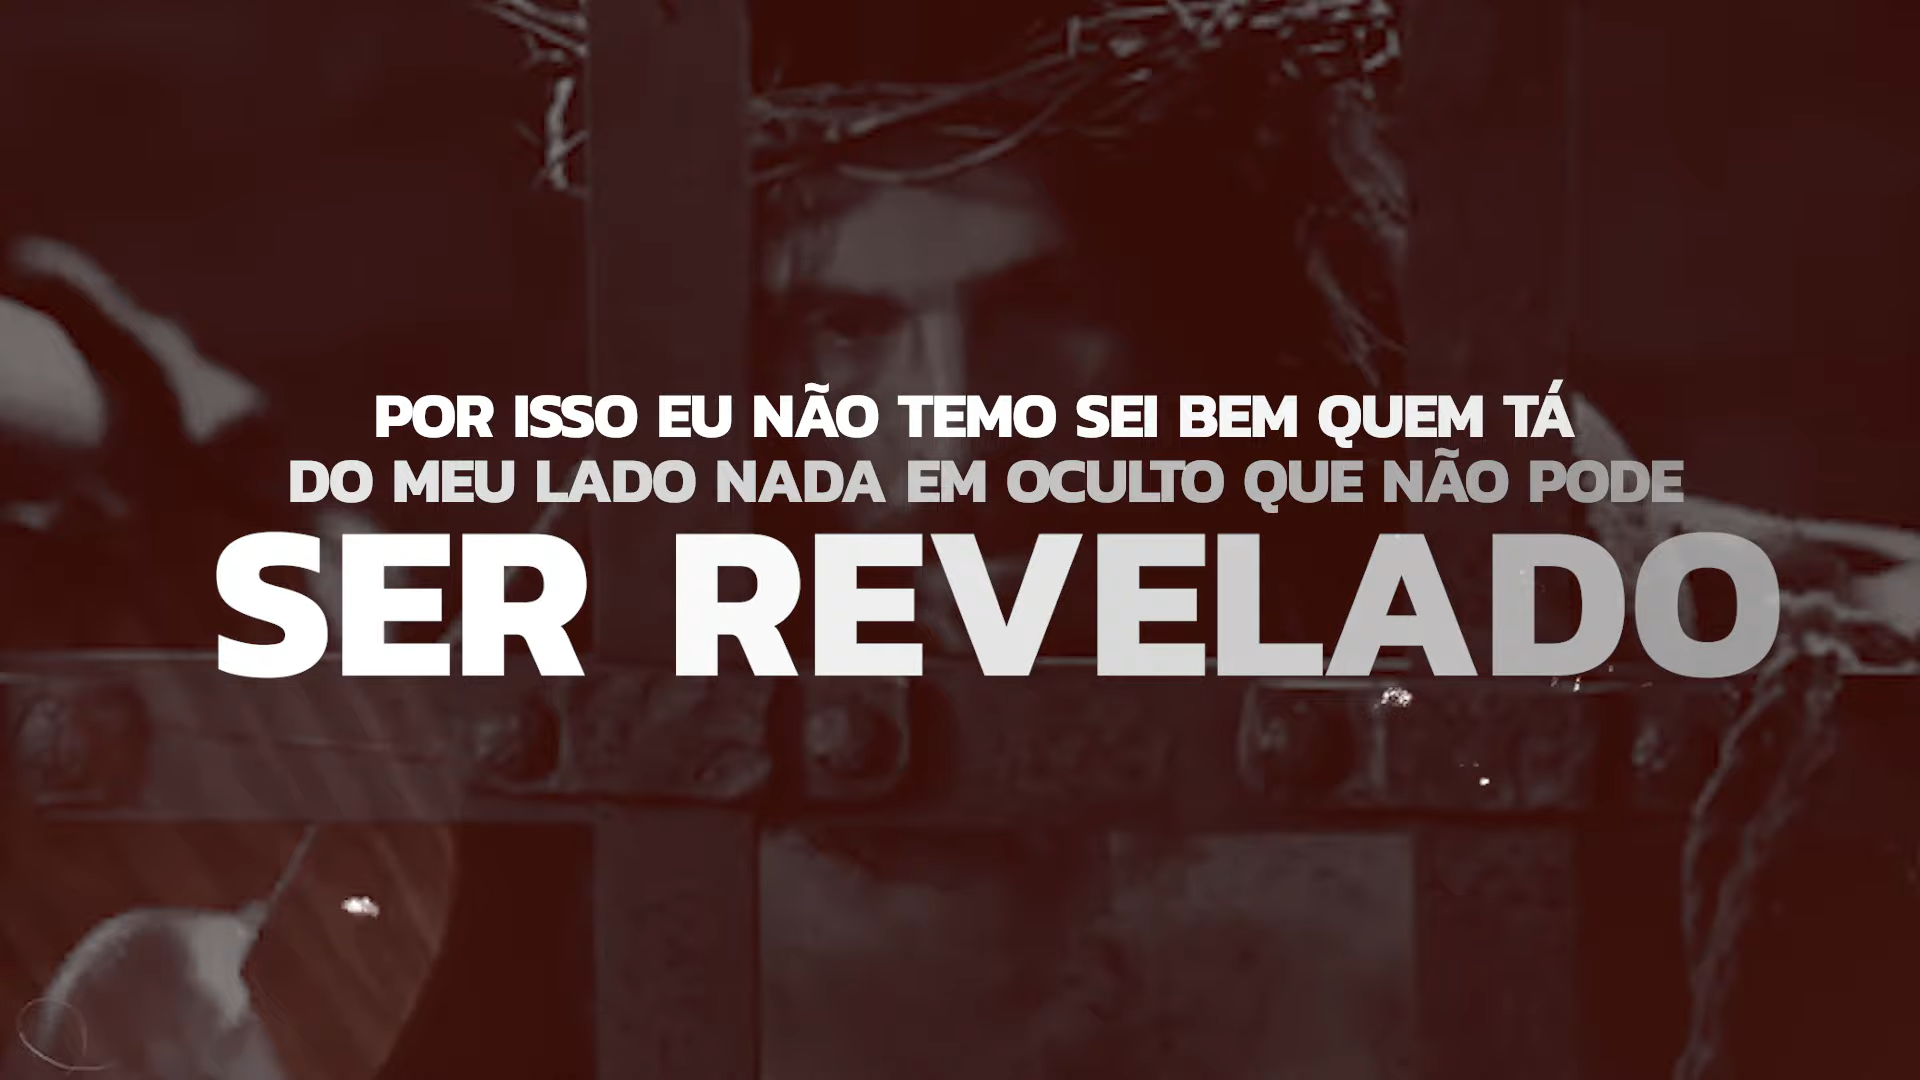 POR ISSO EU NÃO TEMO SEI BEM QUEM TÁ
DO MEU LADO NADA EM OCULTO QUE NÃO PODE
SER REVELADO